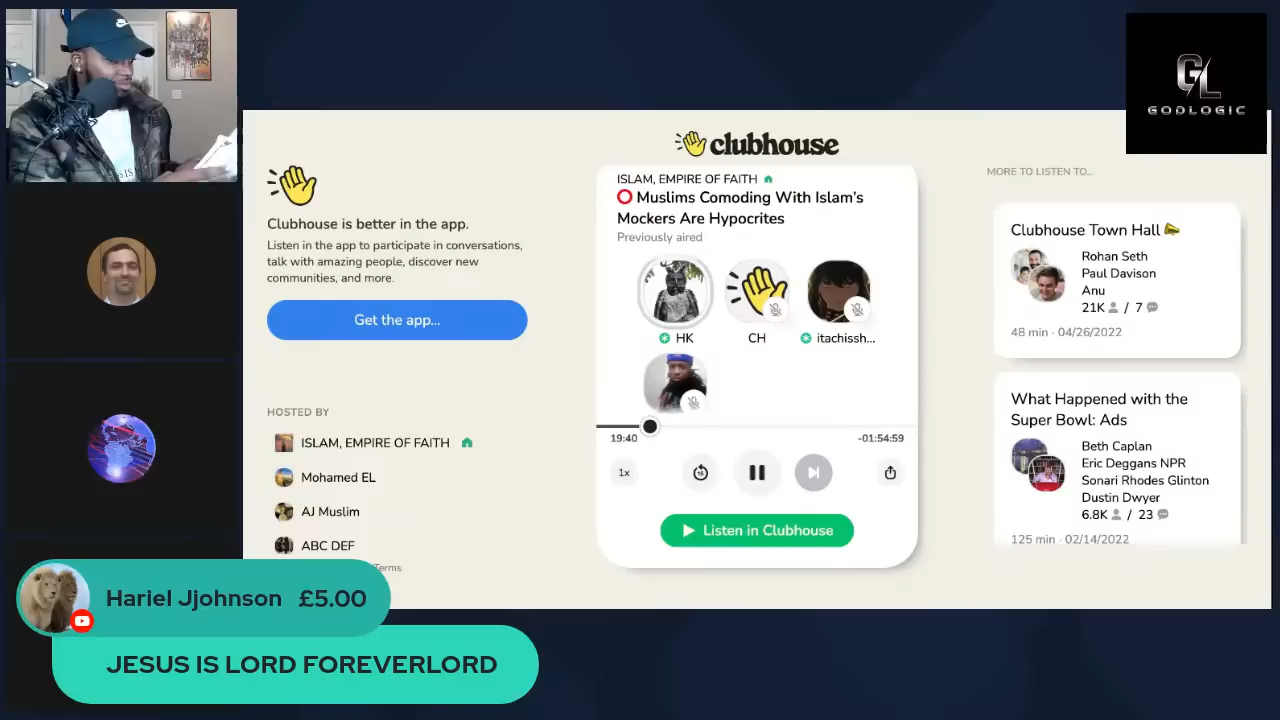 GL
GODLOGIC
clubhouse
Clubhouse is better in the app.
Listen in the app to participate in conversations,
talk with amazing people, discover new
communities, and more.
Get the app...
HOSTED BY
ISLAM, EMPIRE OF FAITH
Mohamed EL
AJ Muslim
ABC DEF
Terms
ISLAM, EMPIRE OF FAITH
⭕ Muslims Comoding With Islam’s
Mockers Are Hypocrites
Previously aired
HK
CH
itachissh...
19:40
-01:54:59
1x
15
Listen in Clubhouse
MORE TO LISTEN TO...
Clubhouse Town Hall
Rohan Seth
Paul Davison
Anu
21K / 7
48 min · 04/26/2022
What Happened with the
Super Bowl: Ads
Beth Caplan
Eric Deggans NPR
Sonari Rhodes Glinton
Dustin Dwyer
6.8K / 23
125 min · 02/14/2022
Hariel Jjohnson £5.00
JESUS IS LORD FOREVERLORD